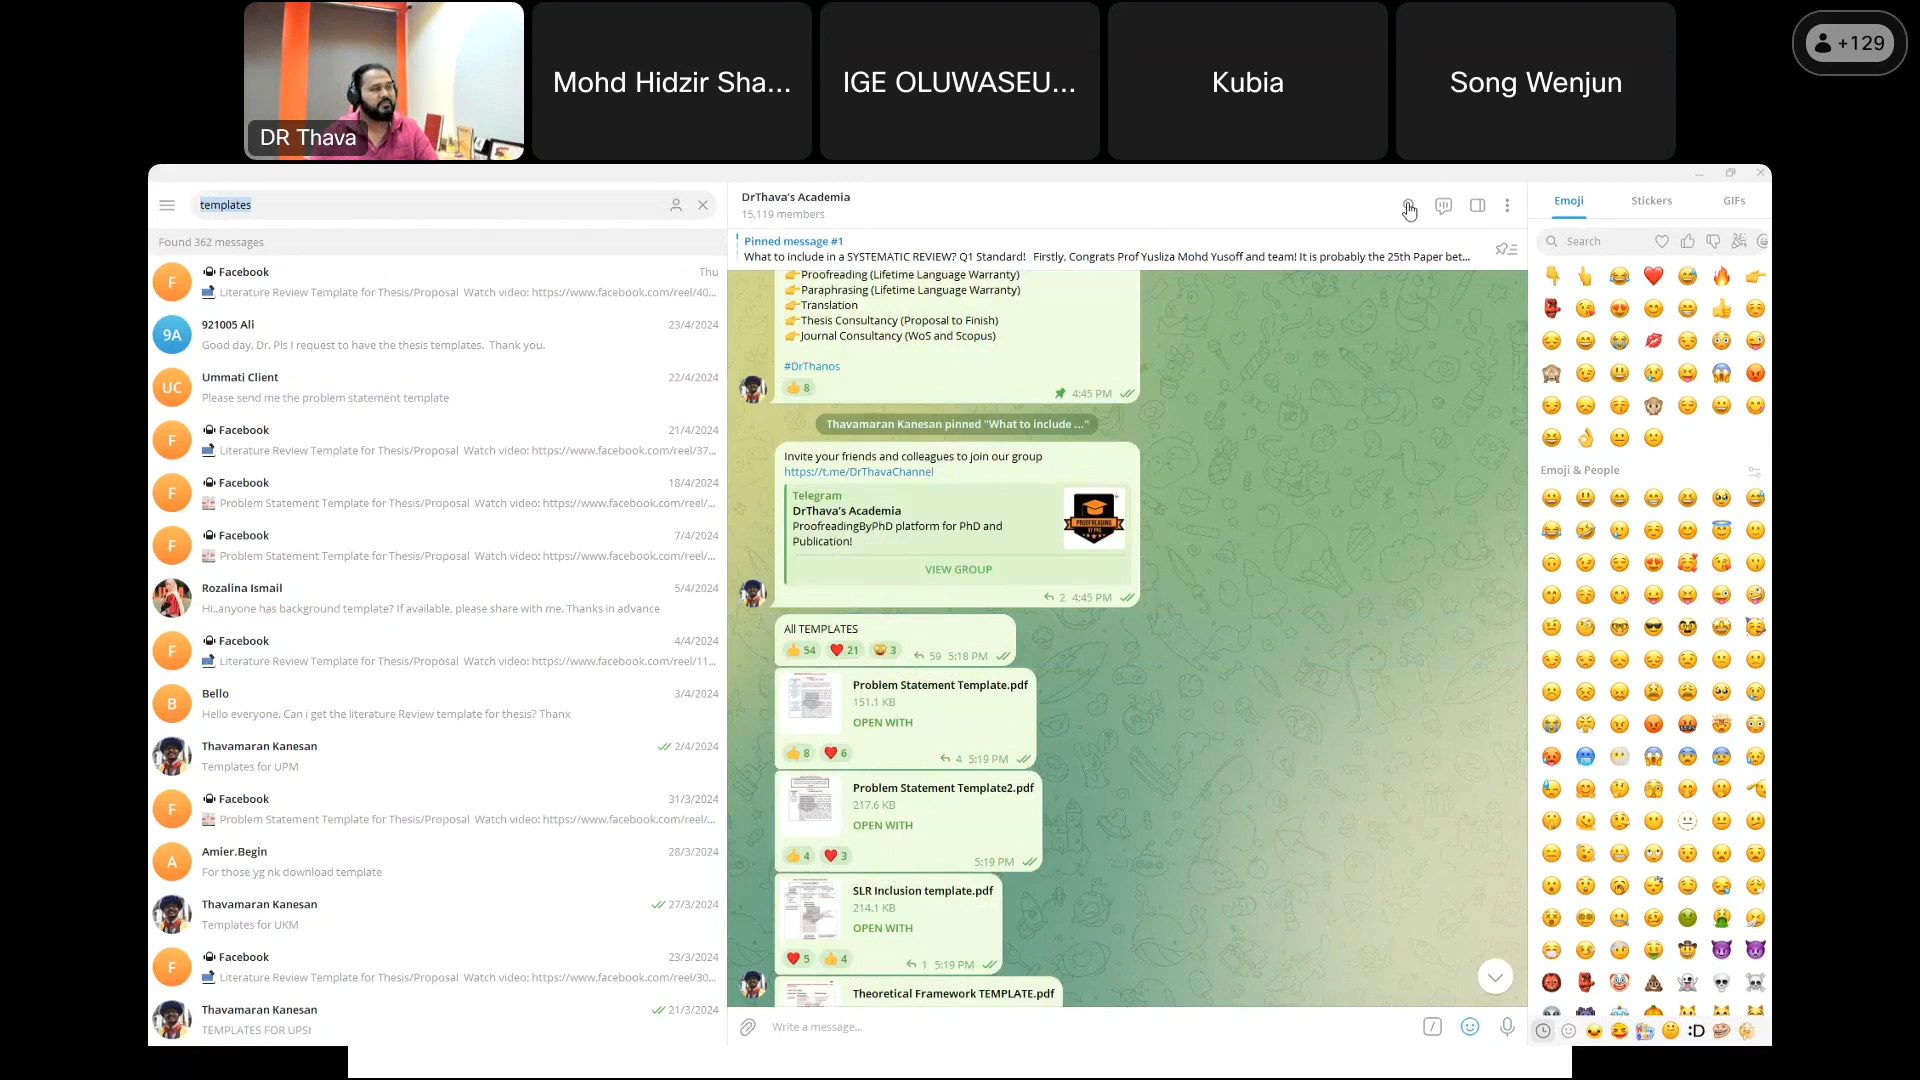 DR Thava
Mohd Hidzir Sha...
IGE OLUWASEU...
Kubia
Song Wenjun
+129
templates
Found 362 messages
F
Facebook
Thu
Literature Review Template for Thesis/Proposal Watch video: https://www.facebook.com/reel/40...
9A
921005 Ali
23/4/2024
Good day, Dr. Pls I request to have the thesis templates. Thank you.
UC
Ummati Client
22/4/2024
Please send me the problem statement template
F
Facebook
21/4/2024
Literature Review Template for Thesis/Proposal Watch video: https://www.facebook.com/reel/37...
F
Facebook
18/4/2024
Problem Statement Template for Thesis/Proposal Watch video: https://www.facebook.com/reel/...
F
Facebook
7/4/2024
Problem Statement Template for Thesis/Proposal Watch video: https://www.facebook.com/reel/...
Rozalina Ismail
5/4/2024
Hi..anyone has background template? If available, please share with me. Thanks in advance
F
Facebook
4/4/2024
Literature Review Template for Thesis/Proposal Watch video: https://www.facebook.com/reel/11...
B
Bello
3/4/2024
Hello everyone. Can i get the literature Review template for thesis? Thanx
Thavamaran Kanesan
2/4/2024
Templates for UPM
F
Facebook
31/3/2024
Problem Statement Template for Thesis/Proposal Watch video: https://www.facebook.com/reel/...
A
Amier.Begin
28/3/2024
For those yg nk download template
Thavamaran Kanesan
27/3/2024
Templates for UKM
F
Facebook
23/3/2024
Literature Review Template for Thesis/Proposal Watch video: https://www.facebook.com/reel/30...
Thavamaran Kanesan
21/3/2024
TEMPLATES FOR UPSI
DrThava's Academia
15,119 members
Pinned message #1
What to include in a SYSTEMATIC REVIEW? Q1 Standard! Firstly, Congrats Prof Yusliza Mohd Yusoff and team! It is probably the 25th Paper bet...
👉Proofreading (Lifetime Language Warranty)
👉Paraphrasing (Lifetime Language Warranty)
👉Translation
👉Thesis Consultancy (Proposal to Finish)
👉Journal Consultancy (WoS and Scopus)
#DrThanos
8
4:45 PM
Thavamaran Kanesan pinned "What to include ..."
Invite your friends and colleagues to join our group
https://t.me/DrThavaChannel
Telegram
DrThava's Academia
ProofreadingByPhD platform for PhD and
Publication!
PROOFREADING
BY PHD
VIEW GROUP
2 4:45 PM
All TEMPLATES
54 21 3 59 5:18 PM
Problem Statement Template.pdf
151.1 KB
OPEN WITH
8 6 4 5:19 PM
Problem Statement Template2.pdf
217.6 KB
OPEN WITH
4 3 5:19 PM
SLR Inclusion template.pdf
214.1 KB
OPEN WITH
5 4 1 5:19 PM
Theoretical Framework TEMPLATE.pdf
Write a message...
Emoji
Stickers
GIFs
Search
Emoji & People
:D